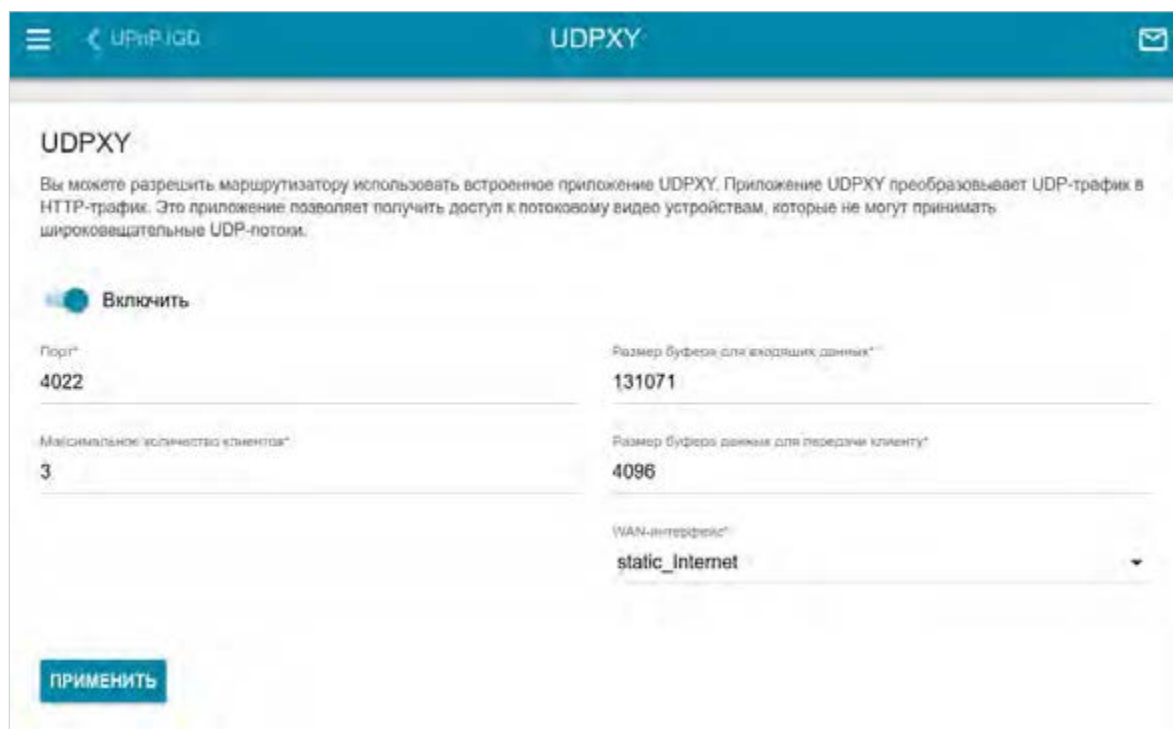 UPnP IGD
UDPXY
UDPXY
Вы можете разрешить маршрутизатору использовать встроенное приложение UDPXY. Приложение UDPXY преобразовывает UDP-трафик в
HTTP-трафик. Это приложение позволяет получить доступ к потоковому видео устройствам, которые не могут принимать
широковещательные UDP-потоки.
Включить
Порт*
Размер буфера для входящих данных*
4022
131071
Максимальное количество клиентов*
Размер буфера данных для передачи клиенту*
3
4096
WAN-интерфейс*
static_Internet
ПРИМЕНИТЬ